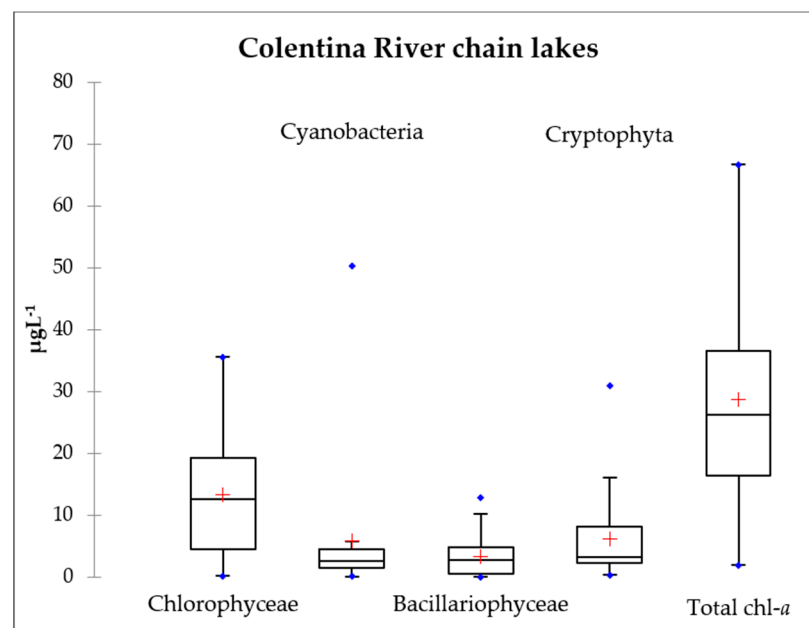 Colentina River chain lakes
80
70
60
50
40
30
20
10
0
µgL⁻¹
Cyanobacteria
Cryptophyta
Chlorophyceae
Bacillariophyceae
Total chl-a